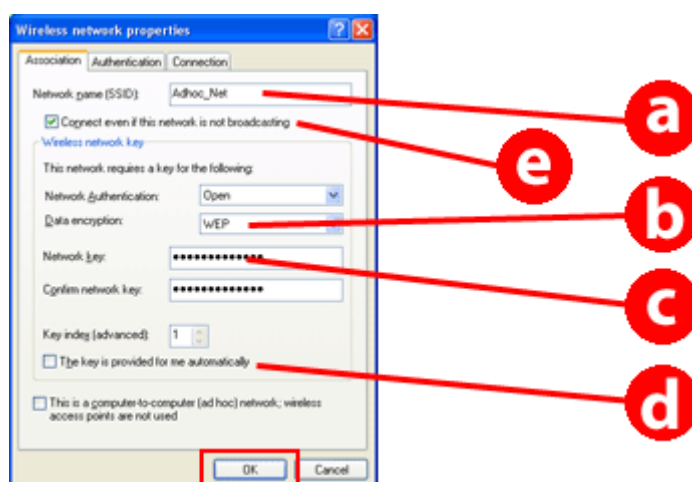 Wireless network properties
Association Authentication Connection
Network name (SSID): Adhoc_Net
Connect even if this network is not broadcasting
Wireless network key
This network requires a key for the following:
Network Authentication: Open
Data encryption: WEP
Network key: •••••••••••••
Confirm network key: •••••••••••••
Key index (advanced): 1
The key is provided for me automatically
This is a computer-to-computer (ad hoc) network; wireless
access points are not used
OK Cancel
a
e
b
c
d